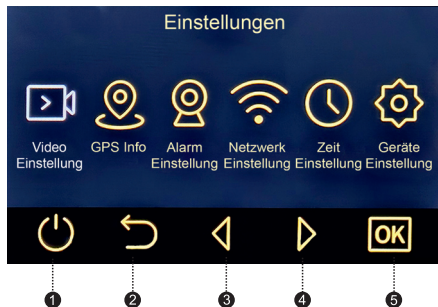 Einstellungen
Video
Einstellung
GPS Info
Alarm
Einstellung
Netzwerk
Einstellung
Zeit
Einstellung
Geräte
Einstellung
OK
1 2 3 4 5